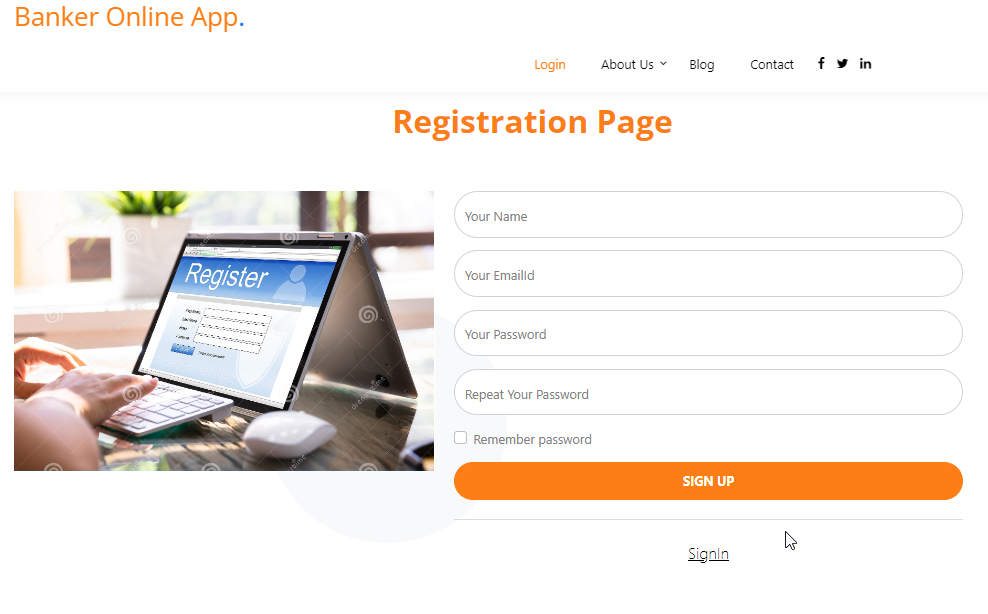 Banker Online App.
Login About Us Blog Contact
Registration Page
Register
Your Name
Your EmailId
Your Password
Repeat Your Password
Remember password
SIGN UP
SignIn